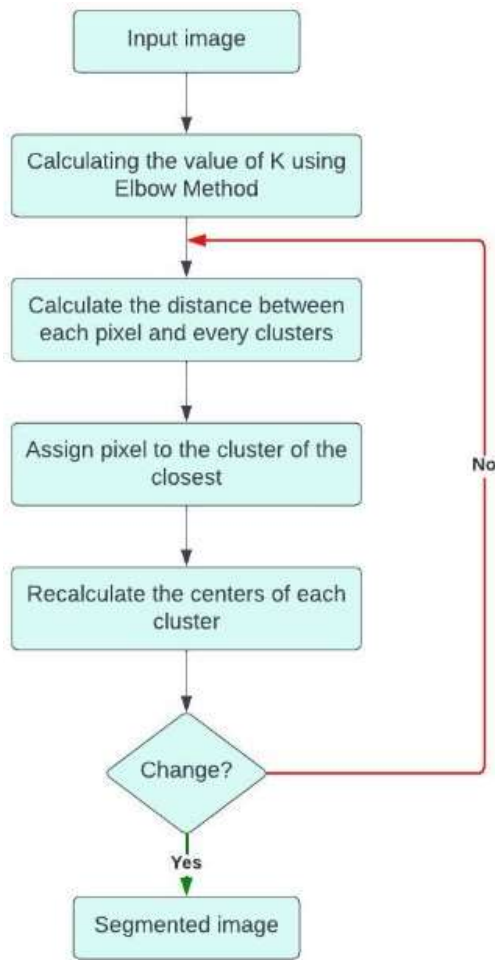 Input image
Calculating the value of K using
Elbow Method
Calculate the distance between
each pixel and every clusters
Assign pixel to the cluster of the
closest
No
Recalculate the centers of each
cluster
Change?
Yes
Segmented image